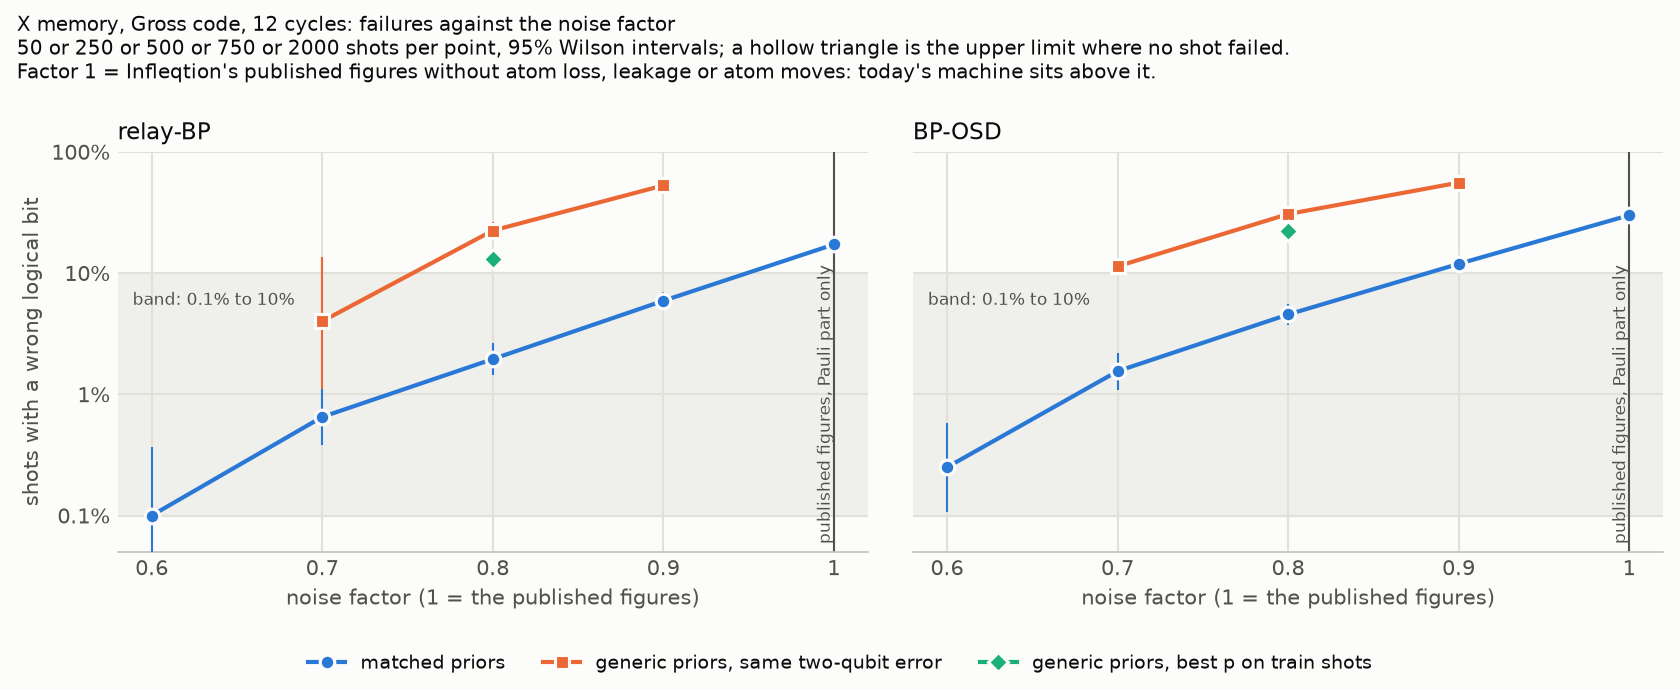 X memory, Gross code, 12 cycles: failures against the noise factor
50 or 250 or 500 or 750 or 2000 shots per point, 95% Wilson intervals; a hollow triangle is the upper limit where no shot failed.
Factor 1 = Infleqtion's published figures without atom loss, leakage or atom moves: today's machine sits above it.
relay-BP
shots with a wrong logical bit
100%
10%
1%
0.1%
band: 0.1% to 10%
published figures, Pauli part only
0.6 0.7 0.8 0.9 1
noise factor (1 = the published figures)
BP-OSD
band: 0.1% to 10%
published figures, Pauli part only
0.6 0.7 0.8 0.9 1
noise factor (1 = the published figures)
matched priors
generic priors, same two-qubit error
generic priors, best p on train shots